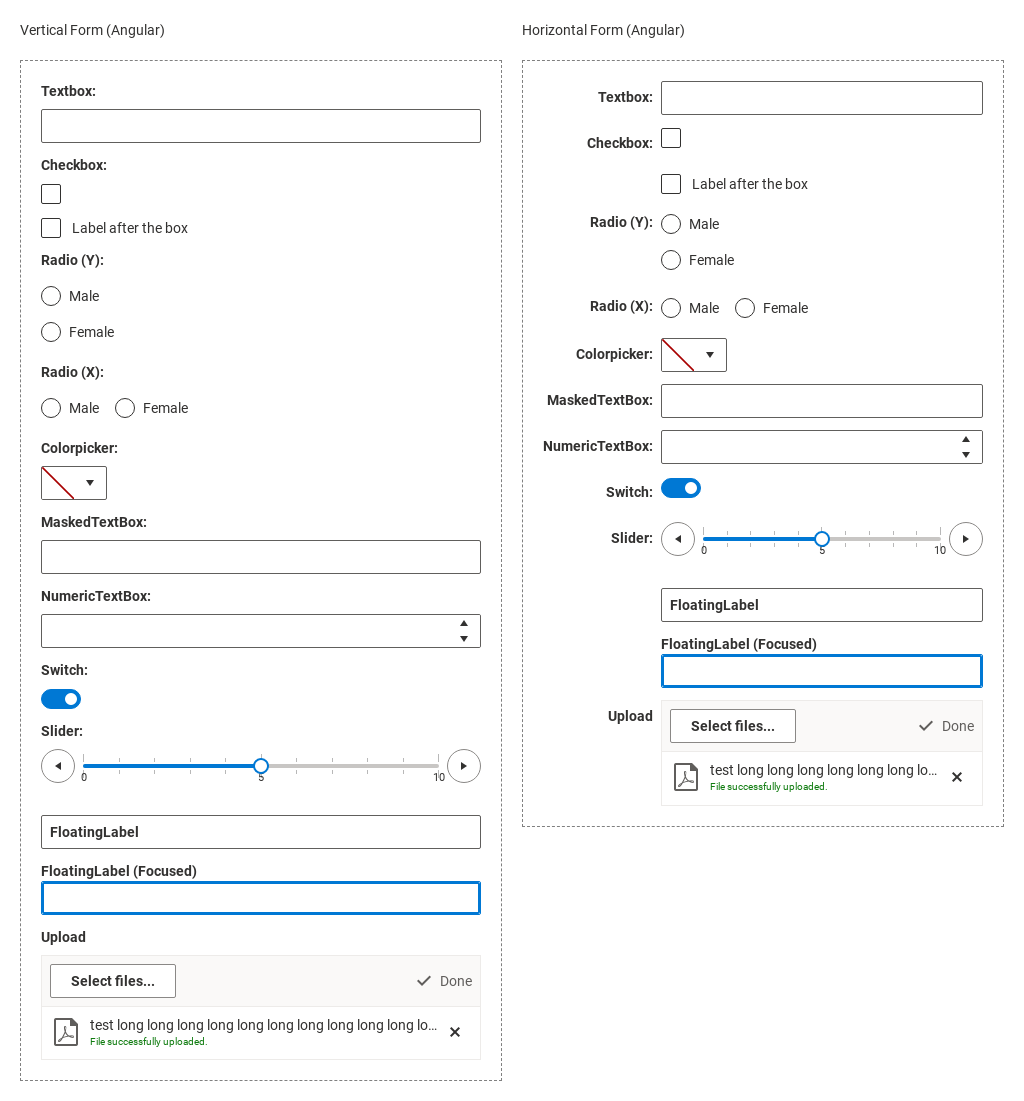 Vertical Form (Angular)
Textbox:
Checkbox:
Label after the box
Radio (Y):
Male
Female
Radio (X):
Male Female
Colorpicker:
MaskedTextBox:
NumericTextBox:
Switch:
Slider:
0 5 10
FloatingLabel
FloatingLabel (Focused)
Upload
Select files... Done
test long long long long long long long long long long lo...
File successfully uploaded.
Horizontal Form (Angular)
Textbox:
Checkbox:
Label after the box
Radio (Y): Male
Female
Radio (X): Male Female
Colorpicker:
MaskedTextBox:
NumericTextBox:
Switch:
Slider:
0 5 10
FloatingLabel
FloatingLabel (Focused)
Upload Select files... Done
test long long long long long long lo...
File successfully uploaded.